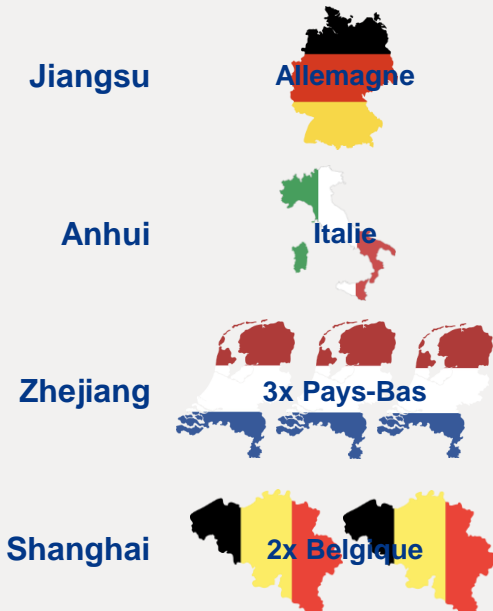 Jiangsu Allemagne
Anhui Italie
Zhejiang 3x Pays-Bas
Shanghai 2x Belgique